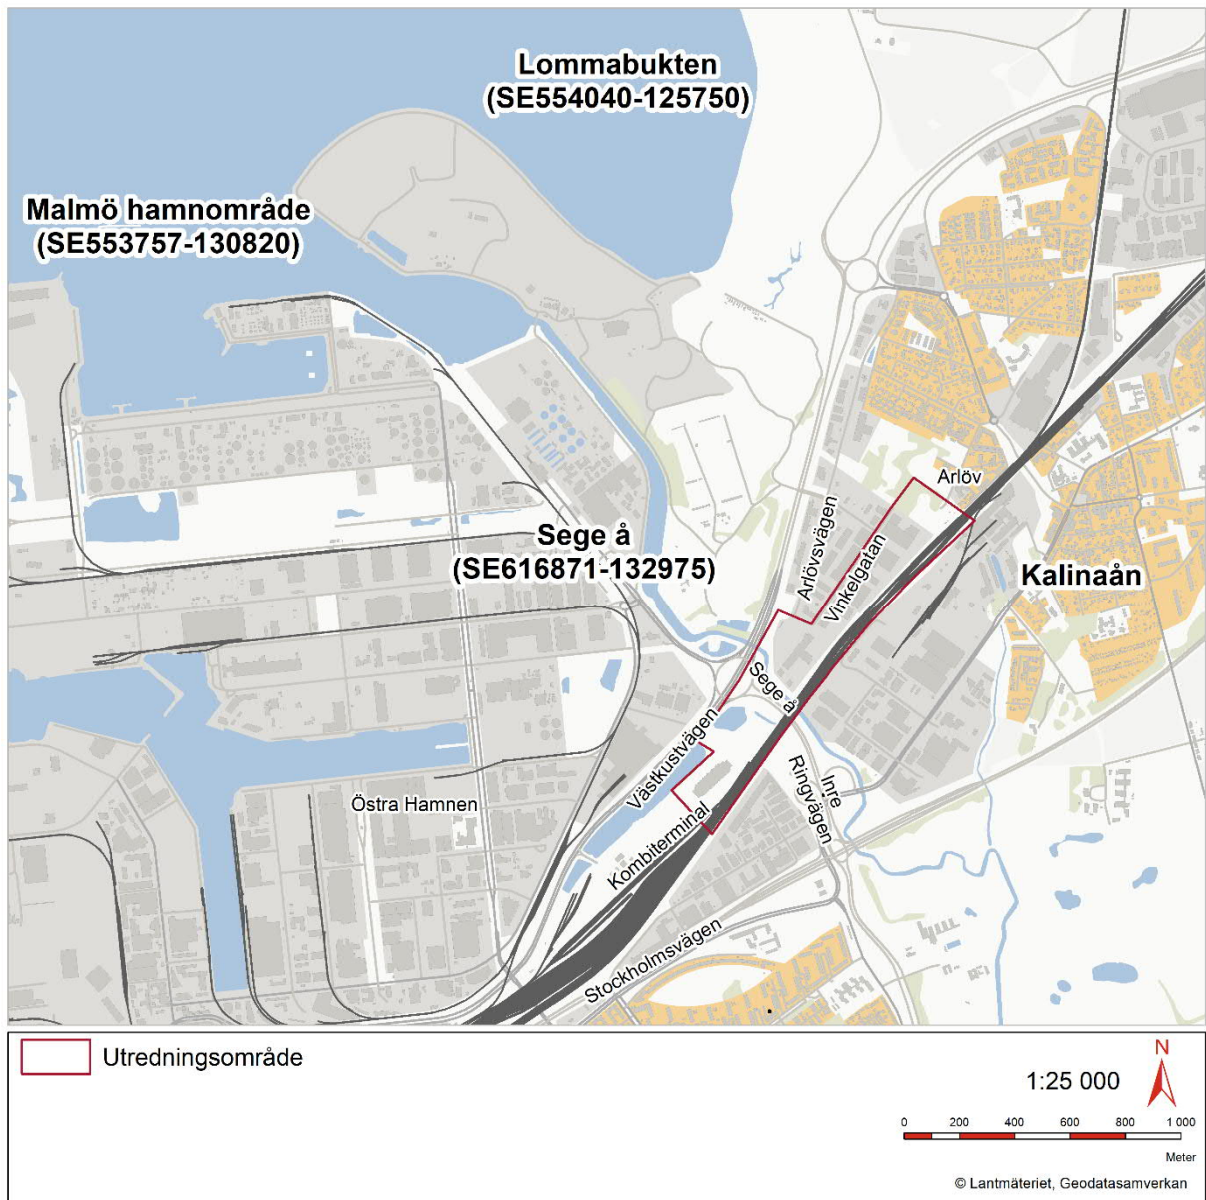 Lommabukten
(SE554040-125750)
Malmö hamnområde
(SE553757-130820)
Arlöv
Arlövsvägen
Vinkelgatan
Sege å
(SE616871-132975)
Kalinaån
Sege å
Västkustvägen
Inre
Ringvägen
Östra Hamnen
Kombiterminal
Stockholmsvägen
Utredningsområde
N
1:25 000
0 200 400 600 800 1 000
Meter
© Lantmäteriet, Geodatasamverkan